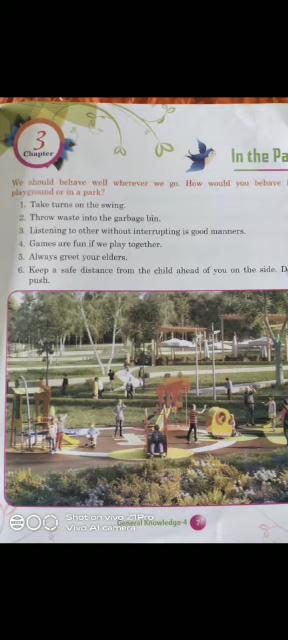 3
Chapter
In the Pa
We should behave well wherever we go. How would you behave
playground or in a park?
1. Take turns on the swing.
2. Throw waste into the garbage bin.
3. Listening to other without interrupting is good manners.
4. Games are fun if we play together.
5. Always greet your elders.
6. Keep a safe distance from the child ahead of you on the side. D
push.
Shot on vivo Z1Pro
Vivo AI camera
General Knowledge-4